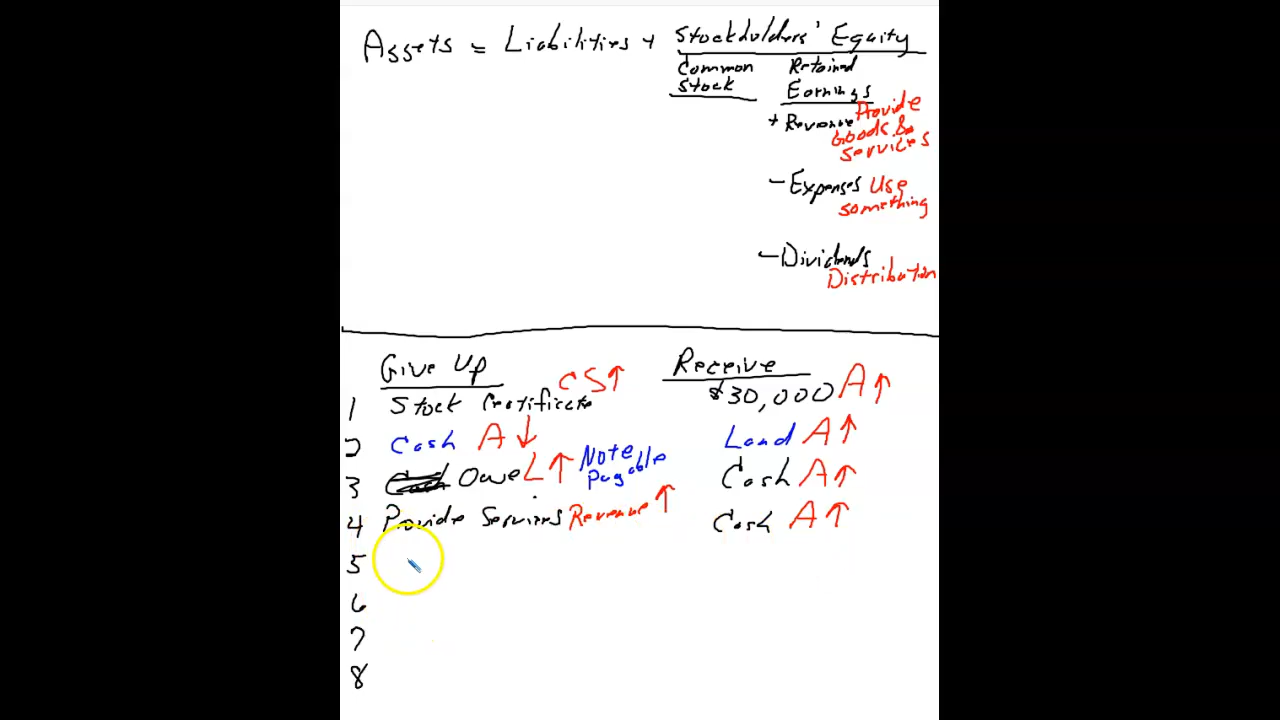 Assets = Liabilities + Stockholders' Equity
Common Stock
Retained Earnings
+ Revenue Provide Goods & Services
- Expenses Use something
- Dividends Distribution
Give Up Receive
1 Stock Certificate CS↑ $30,000 A↑
2 Cash A↓ Land A↑
3 Owe L↑ Note Payable Cash A↑
4 Provide Services Revenue↑ Cash A↑
5
6
7
8